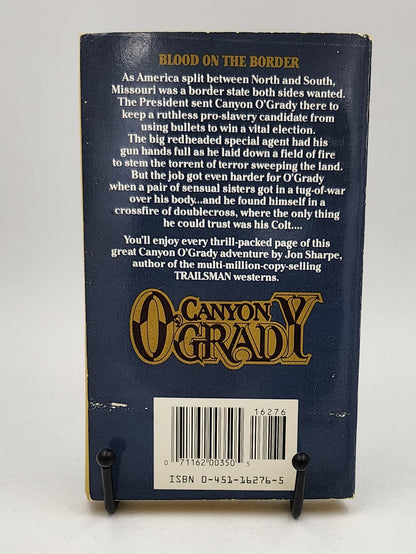 BLOOD ON THE BORDER
As America split between North and South,
Missouri was a border state both sides wanted.
The President sent Canyon O'Grady there to
keep a ruthless pro-slavery candidate from
using bullets to win a vital election.
The big redheaded special agent had his
gun hands full as he laid down a field of fire
to stem the torrent of terror sweeping the land.
But the job got even harder for O'Grady
when a pair of sensual sisters got in a tug-of-war
over his body...and he found himself in a
crossfire of doublecross, where the only thing
he could trust was his Colt....
You'll enjoy every thrill-packed page of this
great Canyon O'Grady adventure by Jon Sharpe,
author of the multi-million-copy-selling
TRAILSMAN westerns.
CANYON
O'GRADY
16276
0 71162 00350 5
ISBN 0-451-16276-5